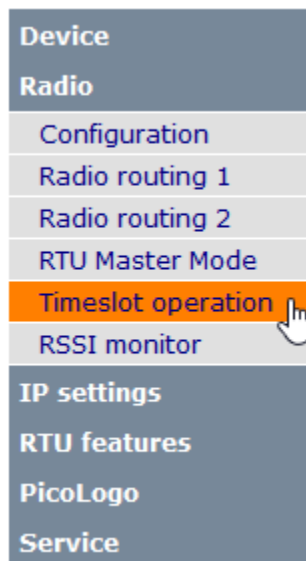 Device
Radio
Configuration
Radio routing 1
Radio routing 2
RTU Master Mode
Timeslot operation
RSSI monitor
IP settings
RTU features
PicoLogo
Service